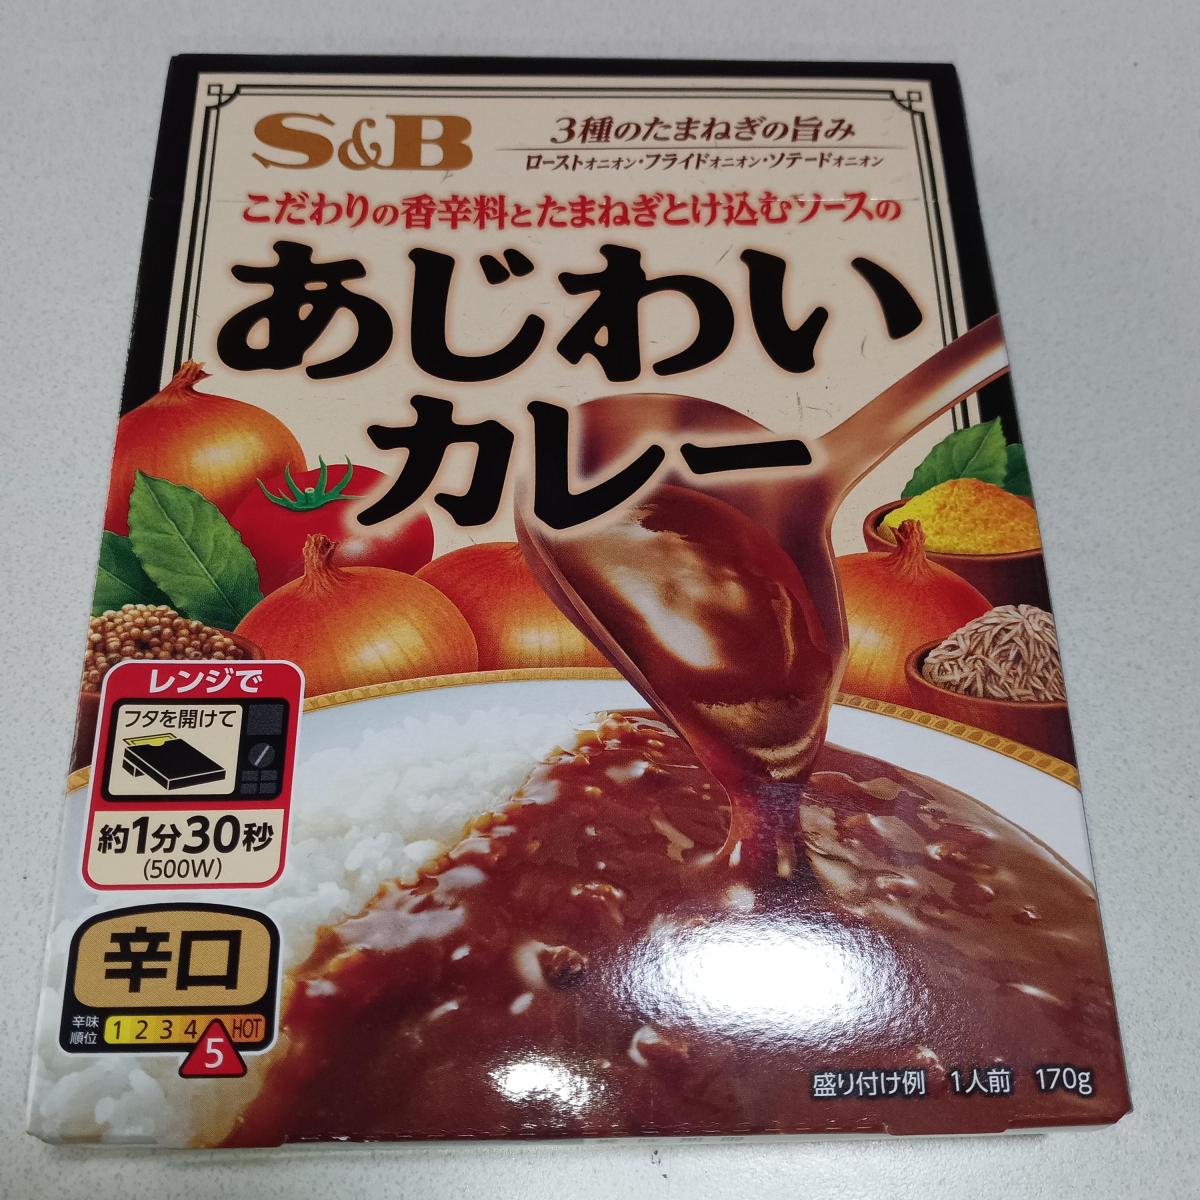 S&B
3種のたまねぎの旨み
ローストオニオン・フライドオニオン・ソテードオニオン
こだわりの香辛料とたまねぎとけ込むソースの
あじわい
カレー
レンジで
フタを開けて
約1分30秒
(500W)
辛口
辛味
順位
1 2 3 4 HOT
5
盛り付け例 1人前 170g